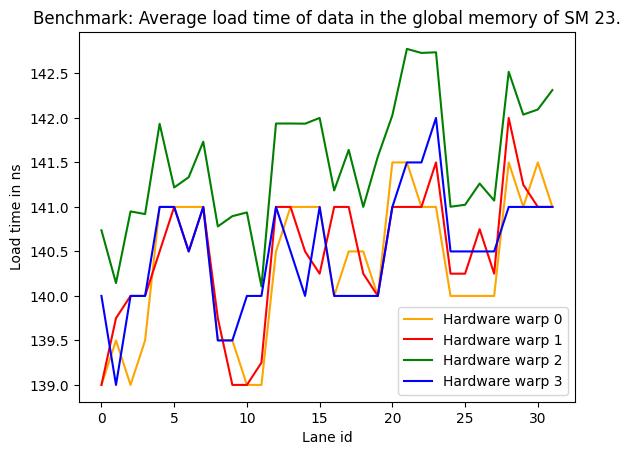 Benchmark: Average load time of data in the global memory of SM 23.
Load time in ns
142.5
142.0
141.5
141.0
140.5
140.0
139.5
139.0
Hardware warp 0
Hardware warp 1
Hardware warp 2
Hardware warp 3
0 5 10 15 20 25 30
Lane id